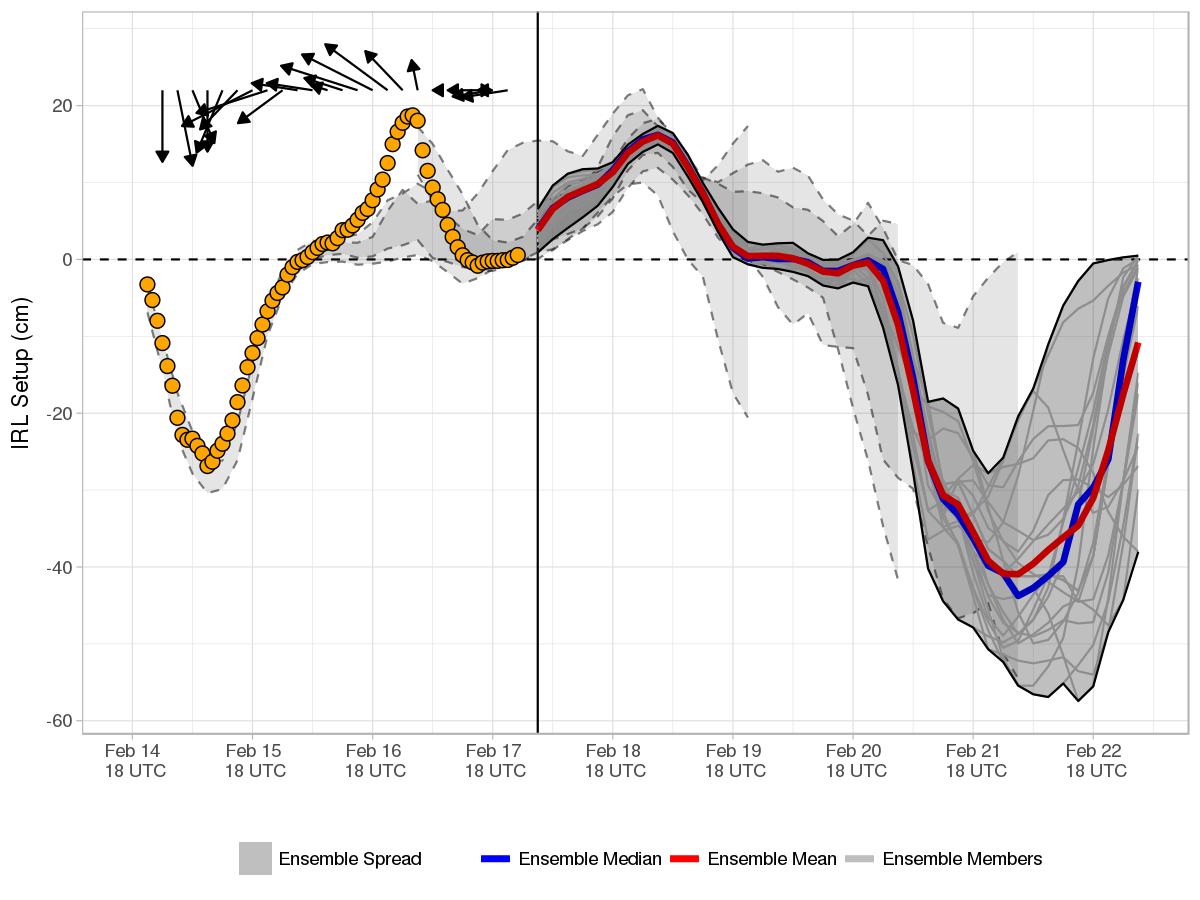 IRL Setup (cm)
20
0
-20
-40
-60
Feb 14 Feb 15 Feb 16 Feb 17 Feb 18 Feb 19 Feb 20 Feb 21 Feb 22
18 UTC 18 UTC 18 UTC 18 UTC 18 UTC 18 UTC 18 UTC 18 UTC 18 UTC
Ensemble Spread Ensemble Median Ensemble Mean Ensemble Members